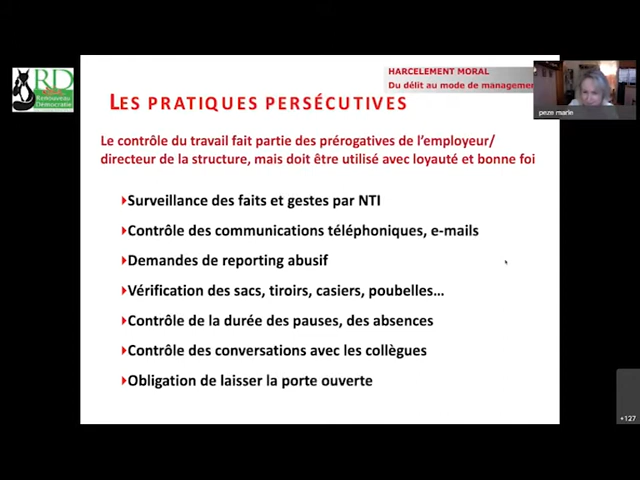 HARCELEMENT MORAL
Du délit au mode de managemen
RD
Renouveau
Démocratie
LES PRATIQUES PERSÉCUTIVES
peze marie
Le contrôle du travail fait partie des prérogatives de l'employeur/
directeur de la structure, mais doit être utilisé avec loyauté et bonne foi
Surveillance des faits et gestes par NTI
Contrôle des communications téléphoniques, e-mails
Demandes de reporting abusif
Vérification des sacs, tiroirs, casiers, poubelles...
Contrôle de la durée des pauses, des absences
Contrôle des conversations avec les collègues
Obligation de laisser la porte ouverte
+127